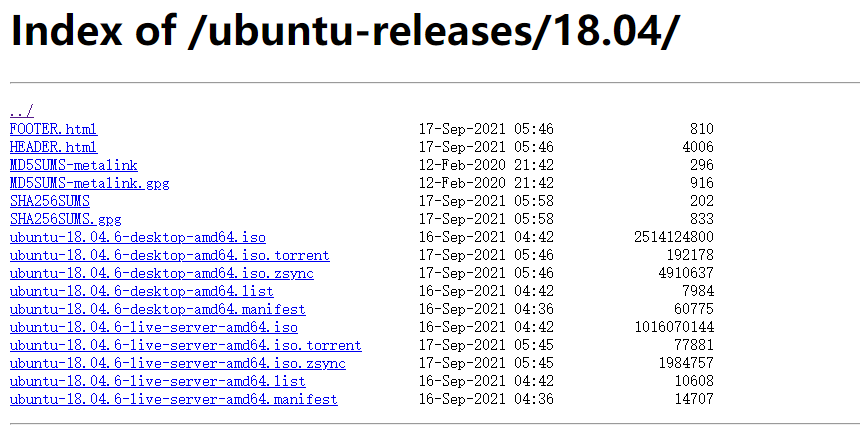 Index of /ubuntu-releases/18.04/
../
FOOTER.html 17-Sep-2021 05:46 810
HEADER.html 17-Sep-2021 05:46 4006
MD5SUMS-metalink 12-Feb-2020 21:42 296
MD5SUMS-metalink.gpg 12-Feb-2020 21:42 916
SHA256SUMS 17-Sep-2021 05:58 202
SHA256SUMS.gpg 17-Sep-2021 05:58 833
ubuntu-18.04.6-desktop-amd64.iso 16-Sep-2021 04:42 2514124800
ubuntu-18.04.6-desktop-amd64.iso.torrent 17-Sep-2021 05:46 192178
ubuntu-18.04.6-desktop-amd64.iso.zsync 17-Sep-2021 05:46 4910637
ubuntu-18.04.6-desktop-amd64.list 16-Sep-2021 04:42 7984
ubuntu-18.04.6-desktop-amd64.manifest 16-Sep-2021 04:36 60775
ubuntu-18.04.6-live-server-amd64.iso 16-Sep-2021 04:42 1016070144
ubuntu-18.04.6-live-server-amd64.iso.torrent 17-Sep-2021 05:45 77881
ubuntu-18.04.6-live-server-amd64.iso.zsync 17-Sep-2021 05:45 1984757
ubuntu-18.04.6-live-server-amd64.list 16-Sep-2021 04:42 10608
ubuntu-18.04.6-live-server-amd64.manifest 16-Sep-2021 04:36 14707